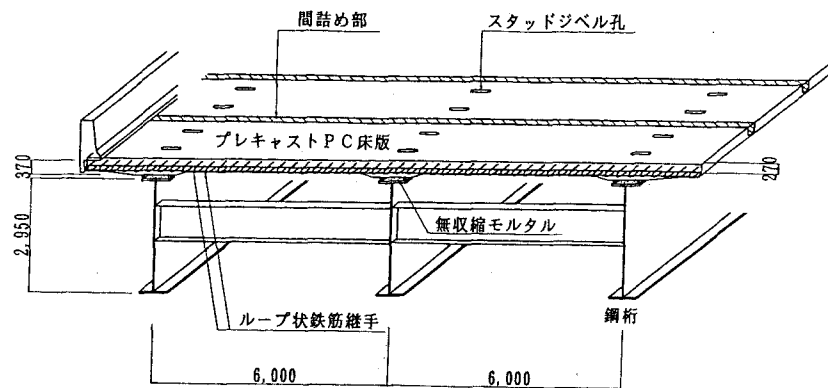 間詰め部
スタッドジベル孔
プレキャストPC床版
370
270
無収縮モルタル
2,950
ループ状鉄筋継手
鋼桁
6,000
6,000